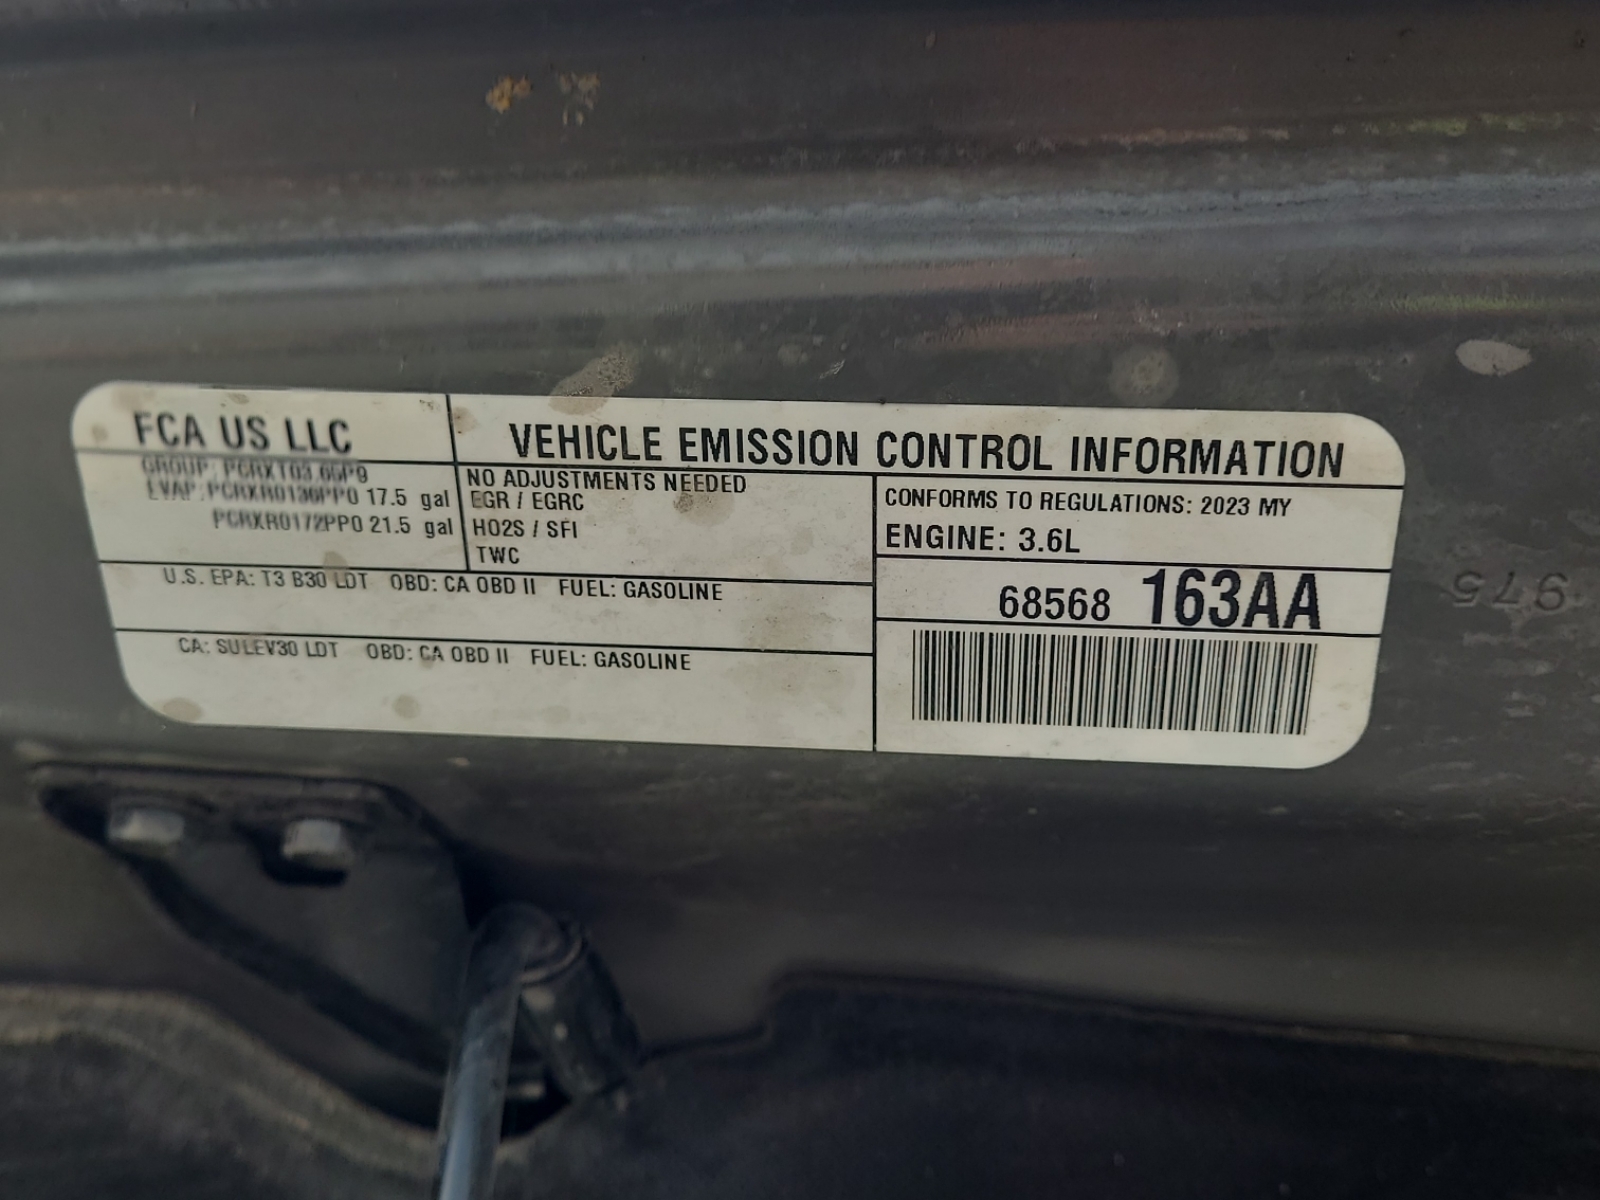 FCA US LLC
VEHICLE EMISSION CONTROL INFORMATION
GROUP: PCRXT03.65P9
EVAP: PCRXR0136PP0 17.5 gal
PCRXR0172PP0 21.5 gal
NO ADJUSTMENTS NEEDED
EGR / EGRC
HO2S / SFI
TWC
CONFORMS TO REGULATIONS: 2023 MY
ENGINE: 3.6L
U.S. EPA: T3 B30 LDT OBD: CA OBD II FUEL: GASOLINE
CA: SULEV30 LDT OBD: CA OBD II FUEL: GASOLINE
68568 163AA
975